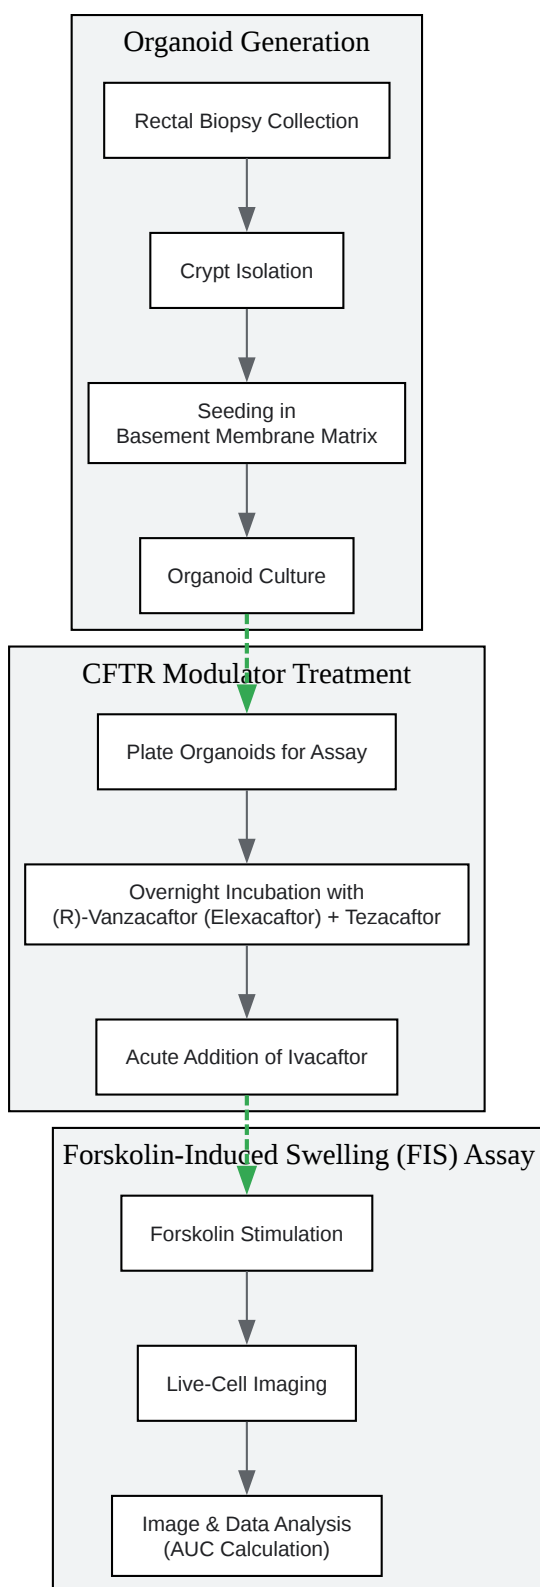 Organoid Generation
Rectal Biopsy Collection
Crypt Isolation
Seeding in
Basement Membrane Matrix
Organoid Culture
CFTR Modulator Treatment
Plate Organoids for Assay
Overnight Incubation with
(R)-Vanzacaftor (Elexacaftor) + Tezacaftor
Acute Addition of Ivacaftor
Forskolin-Induced Swelling (FIS) Assay
Forskolin Stimulation
Live-Cell Imaging
Image & Data Analysis
(AUC Calculation)